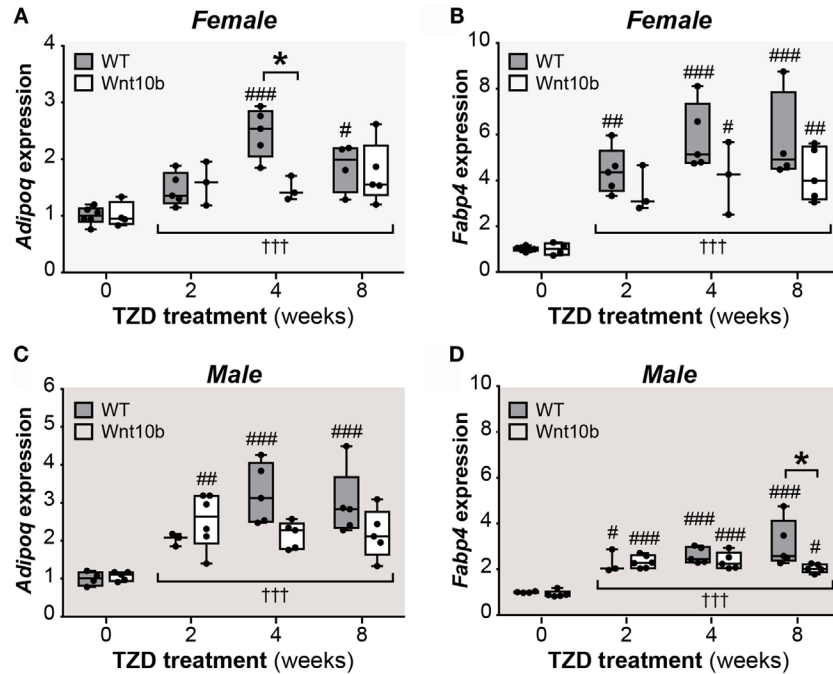 A
Female
Adipoq expression
4
3
2
1
0
WT
Wnt10b
###
*
#
†††
0 2 4 8
TZD treatment (weeks)
B
Female
Fabp4 expression
10
8
6
4
2
0
WT
Wnt10b
##
###
#
###
##
†††
0 2 4 8
TZD treatment (weeks)
C
Male
Adipoq expression
6
5
4
3
2
1
0
WT
Wnt10b
##
###
###
†††
0 2 4 8
TZD treatment (weeks)
D
Male
Fabp4 expression
10
8
6
4
2
0
WT
Wnt10b
#
###
###
###
###
*
#
†††
0 2 4 8
TZD treatment (weeks)